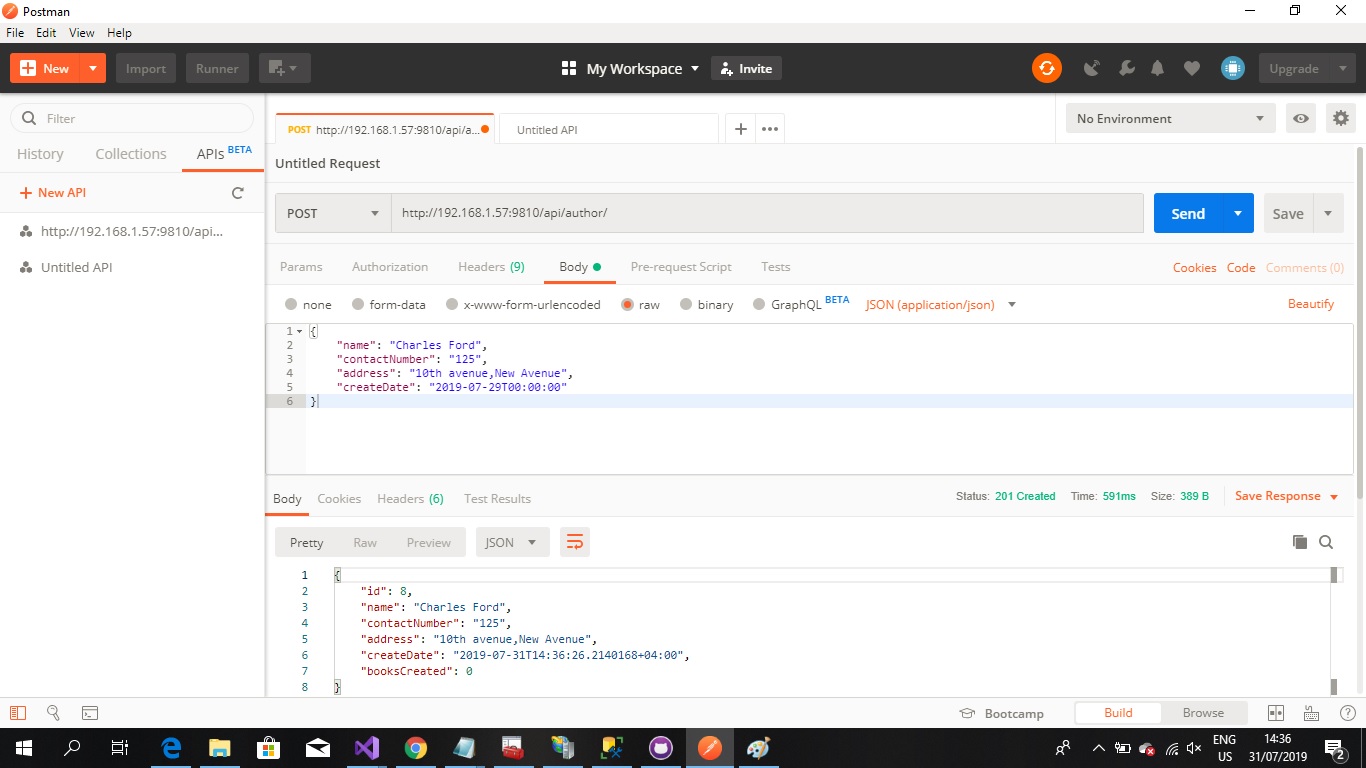 Postman
File Edit View Help
New Import Runner My Workspace Invite Upgrade
Filter
History Collections APIs BETA
New API
http://192.168.1.57:9810/api...
Untitled API
POST http://192.168.1.57:9810/api/a... Untitled API + ••• No Environment
Untitled Request
POST http://192.168.1.57:9810/api/author/ Send Save
Params Authorization Headers (9) Body Pre-request Script Tests Cookies Code Comments (0)
none form-data x-www-form-urlencoded raw binary GraphQL BETA JSON (application/json) Beautify
1 {
2 "name": "Charles Ford",
3 "contactNumber": "125",
4 "address": "10th avenue,New Avenue",
5 "createDate": "2019-07-29T00:00:00"
6 }
Body Cookies Headers (6) Test Results Status: 201 Created Time: 591ms Size: 389 B Save Response
Pretty Raw Preview JSON
1 {
2 "id": 8,
3 "name": "Charles Ford",
4 "contactNumber": "125",
5 "address": "10th avenue,New Avenue",
6 "createDate": "2019-07-31T14:36:26.2140168+04:00",
7 "booksCreated": 0
8 }
Bootcamp Build Browse
ENG 14:36
US 31/07/2019 2